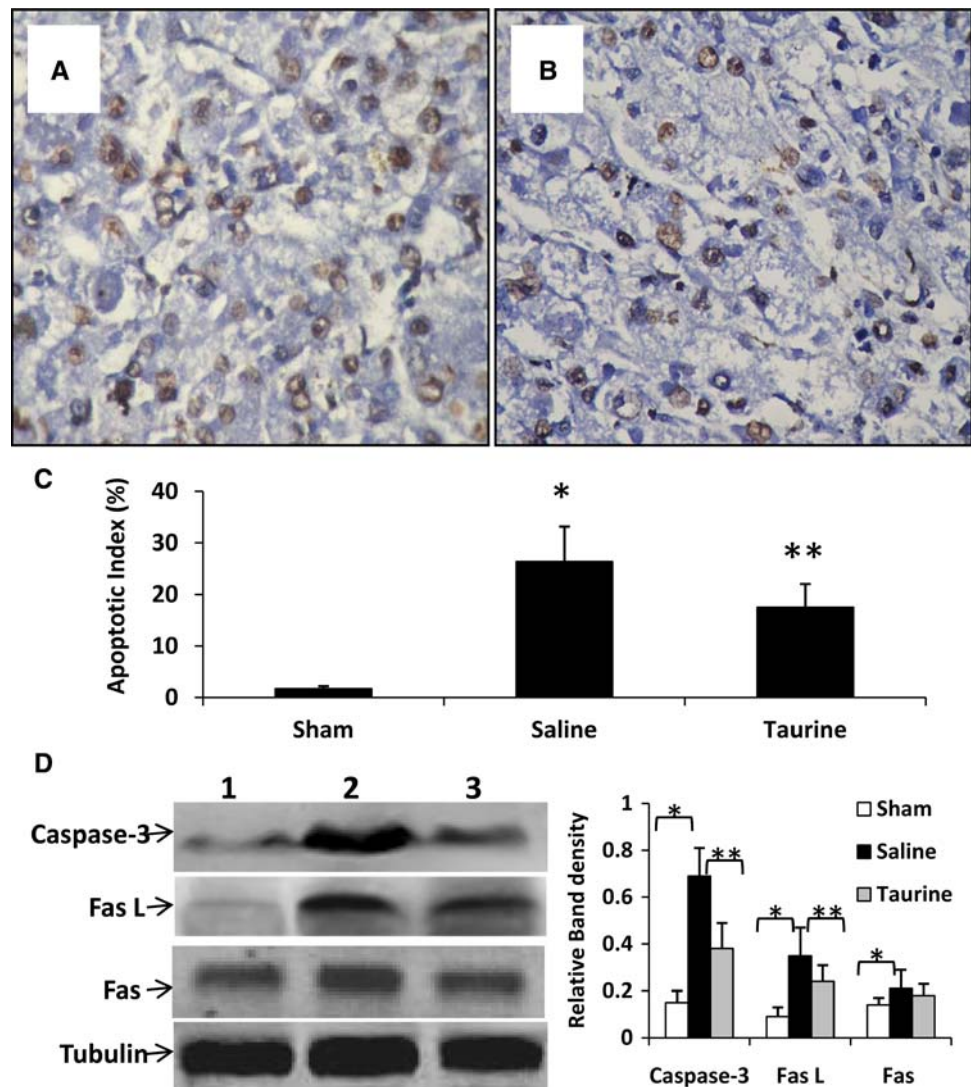 A
B
C
Apoptotic Index (%)
40
30
20
10
0
*
**
Sham Saline Taurine
D
1 2 3
Caspase-3
Fas L
Fas
Tubulin
Relative Band density
1
0.8
0.6
0.4
0.2
0
* **
* **
*
Sham
Saline
Taurine
Caspase-3 Fas L Fas